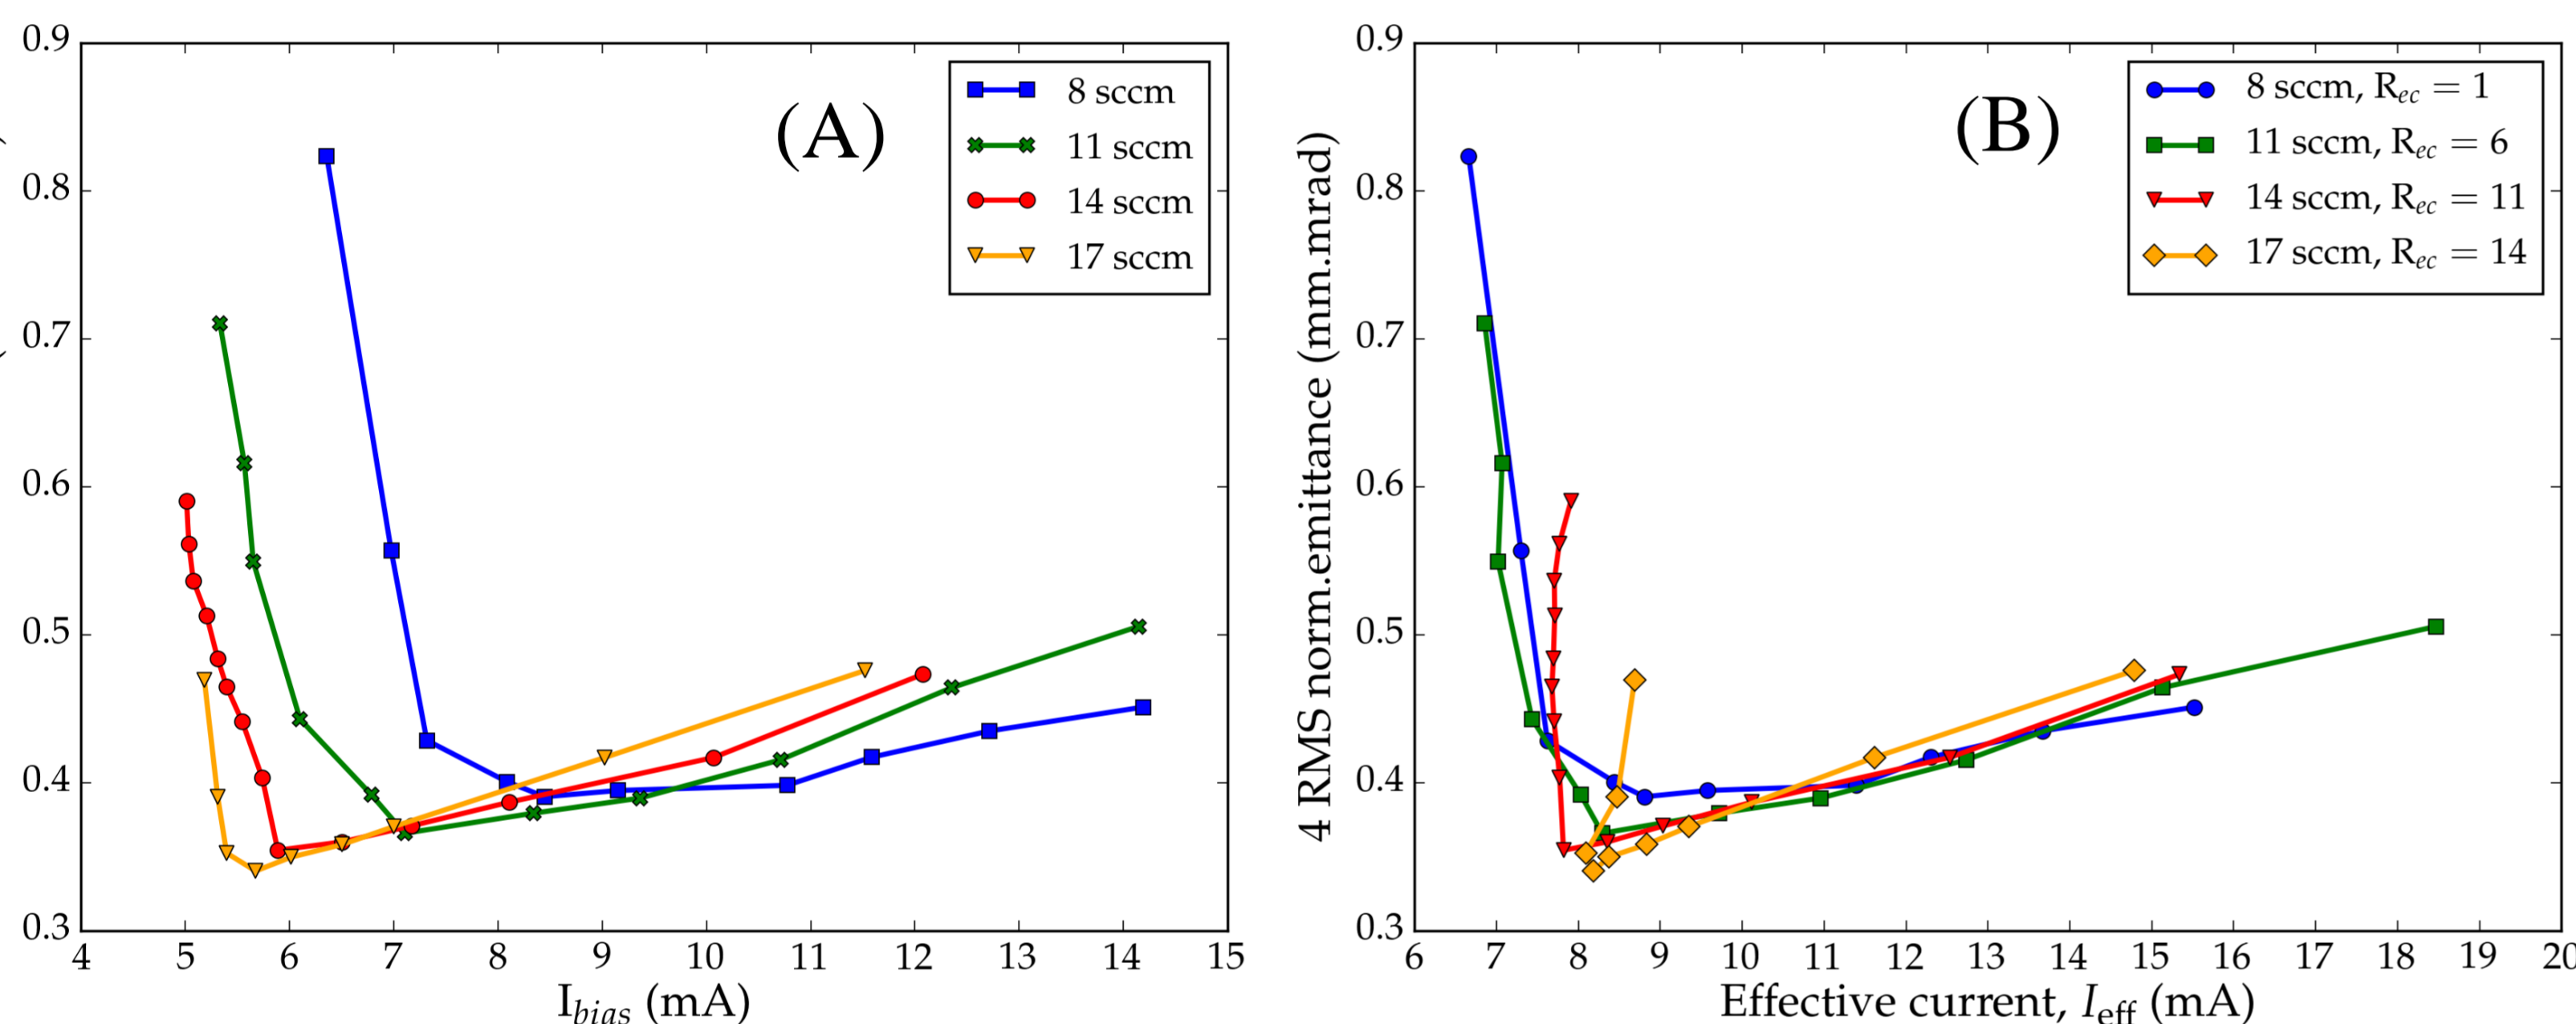 (A)
8 sccm
11 sccm
14 sccm
17 sccm
0.9
0.8
0.7
0.6
0.5
0.4
0.3
4 5 6 7 8 9 10 11 12 13 14 15
I_bias (mA)
(B)
8 sccm, R_ec = 1
11 sccm, R_ec = 6
14 sccm, R_ec = 11
17 sccm, R_ec = 14
4 RMS norm.emittance (mm.mrad)
0.9
0.8
0.7
0.6
0.5
0.4
0.3
6 7 8 9 10 11 12 13 14 15 16 17 18 19 20
Effective current, I_eff (mA)